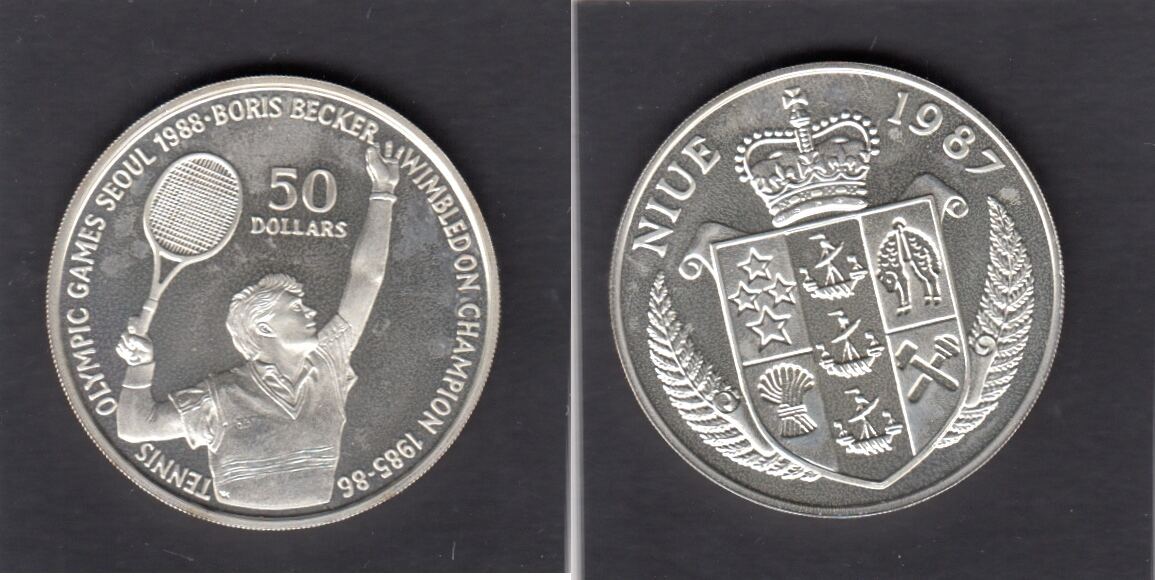 TENNIS OLYMPIC GAMES SEOUL 1988·BORIS BECKER WIMBLEDON CHAMPION 1985-86
50
DOLLARS
NIUE 1987